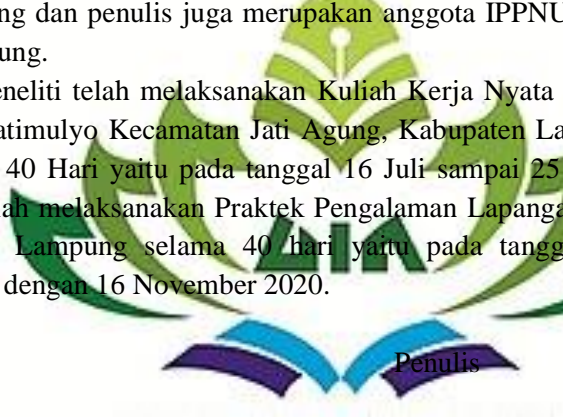 ng dan penulis juga merupakan anggota IPPNU
ung.
eneliti telah melaksanakan Kuliah Kerja Nyata
atimulyo Kecamatan Jati Agung, Kabupaten La
40 Hari yaitu pada tanggal 16 Juli sampai 25
lah melaksanakan Praktek Pengalaman Lapanga
Lampung selama 40 hari yaitu pada tangg
dengan 16 November 2020.
Penulis